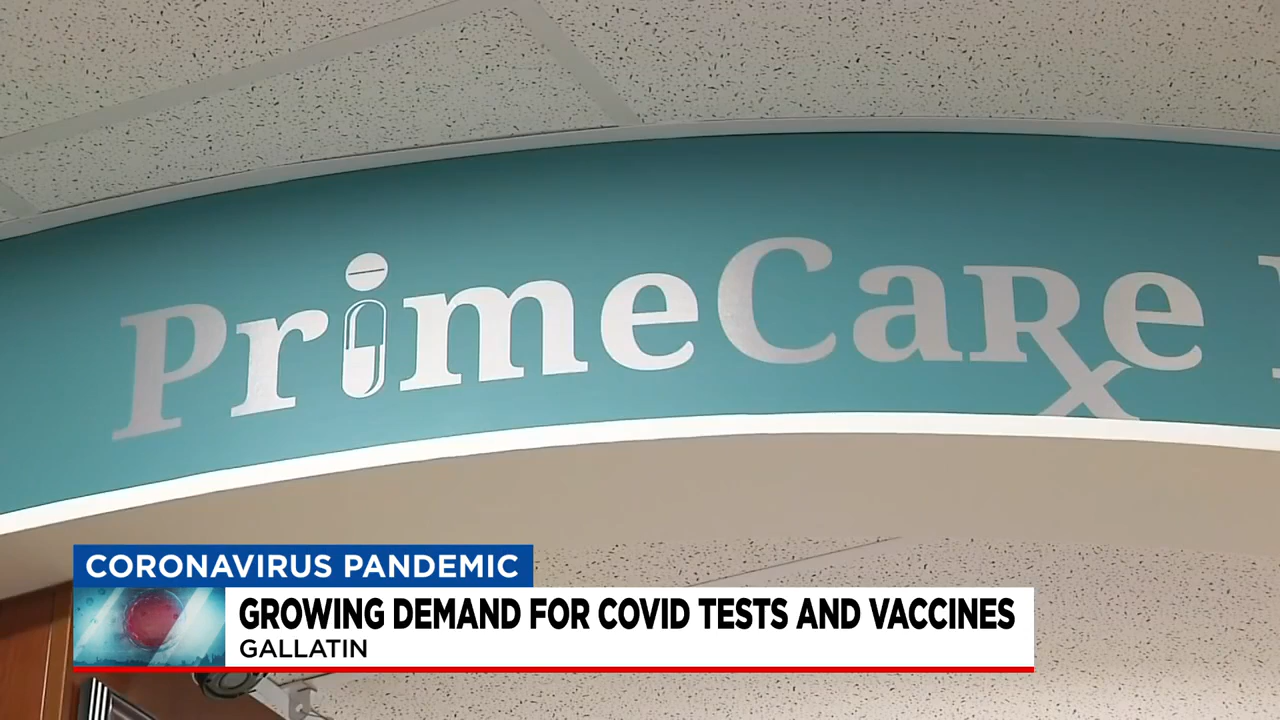 PrimeCaRe
CORONAVIRUS PANDEMIC
GROWING DEMAND FOR COVID TESTS AND VACCINES
GALLATIN